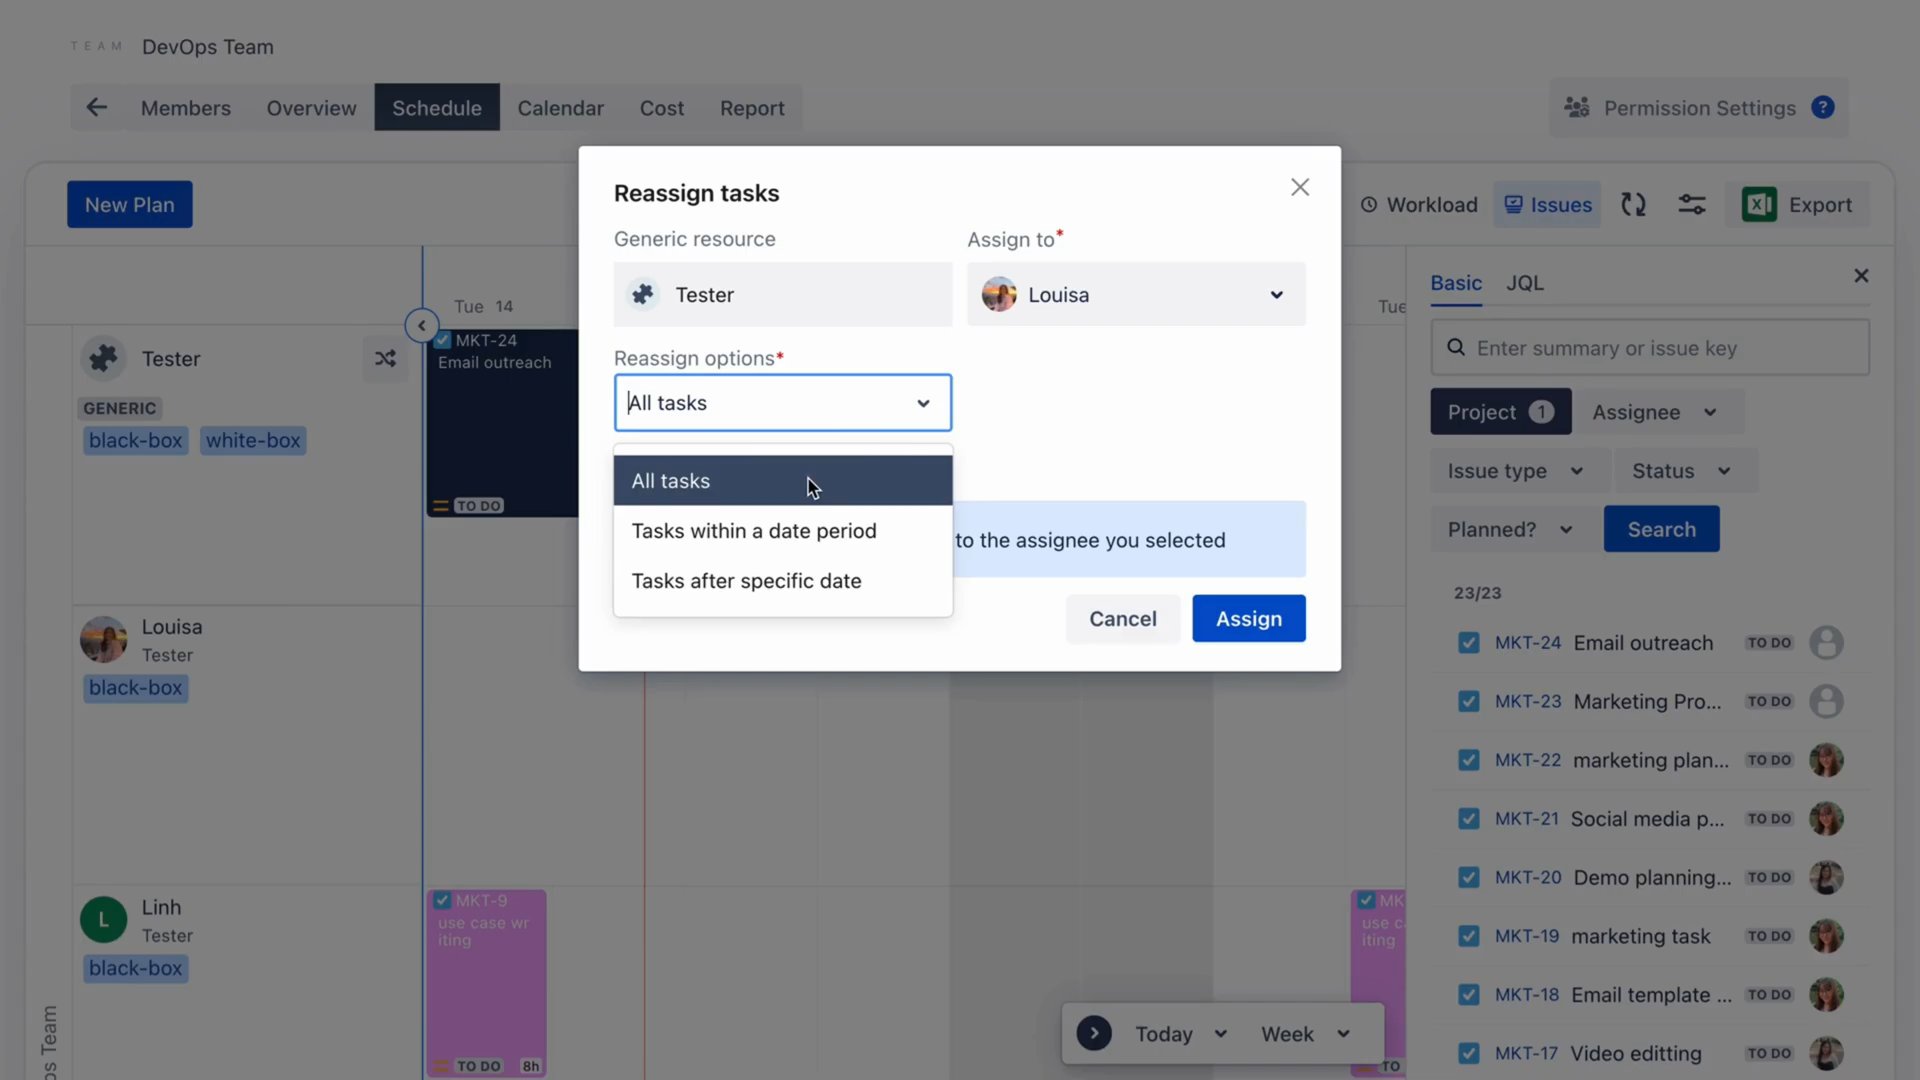 TEAM DevOps Team
Members Overview Schedule Calendar Cost Report
Permission Settings ?
New Plan
Workload Issues Export
Reassign tasks
Generic resource
Assign to*
Tester
Louisa
Reassign options*
All tasks
All tasks
Tasks within a date period
Tasks after specific date
to the assignee you selected
Cancel Assign
Tue 14
Tue
Tester
GENERIC
black-box white-box
MKT-24
Email outreach
TO DO
Louisa
Tester
black-box
L
Linh
Tester
black-box
MKT-9
use case wr
iting
TO DO 8h
MK
use c
iting
TO
ps Team
Today Week
Basic JQL
Enter summary or issue key
Project 1 Assignee
Issue type Status
Planned? Search
23/23
MKT-24 Email outreach TO DO
MKT-23 Marketing Pro... TO DO
MKT-22 marketing plan... TO DO
MKT-21 Social media p... TO DO
MKT-20 Demo planning... TO DO
MKT-19 marketing task TO DO
MKT-18 Email template ... TO DO
MKT-17 Video editting TO DO